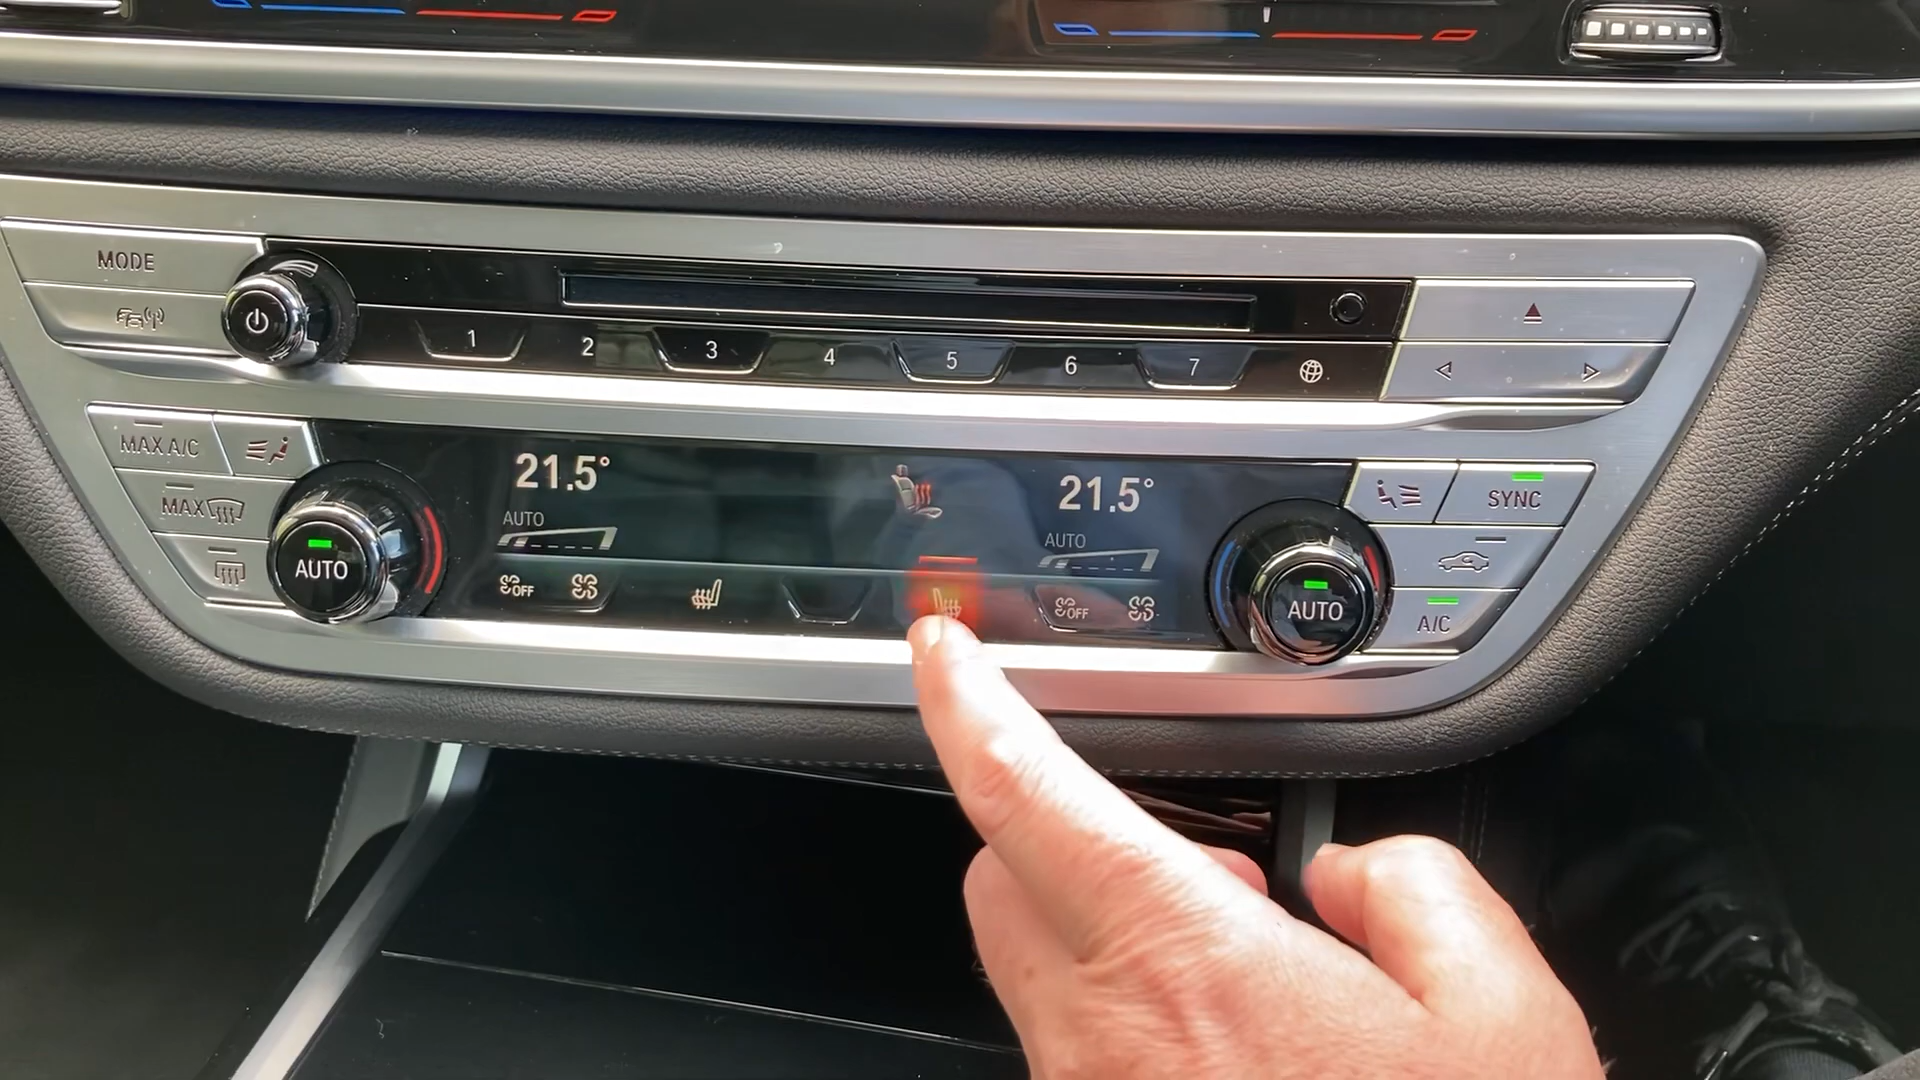 MODE
1 2 3 4 5 6 7
MAX A/C
21.5°
21.5°
SYNC
MAX
AUTO
AUTO
AUTO
OFF
OFF
AUTO
A/C